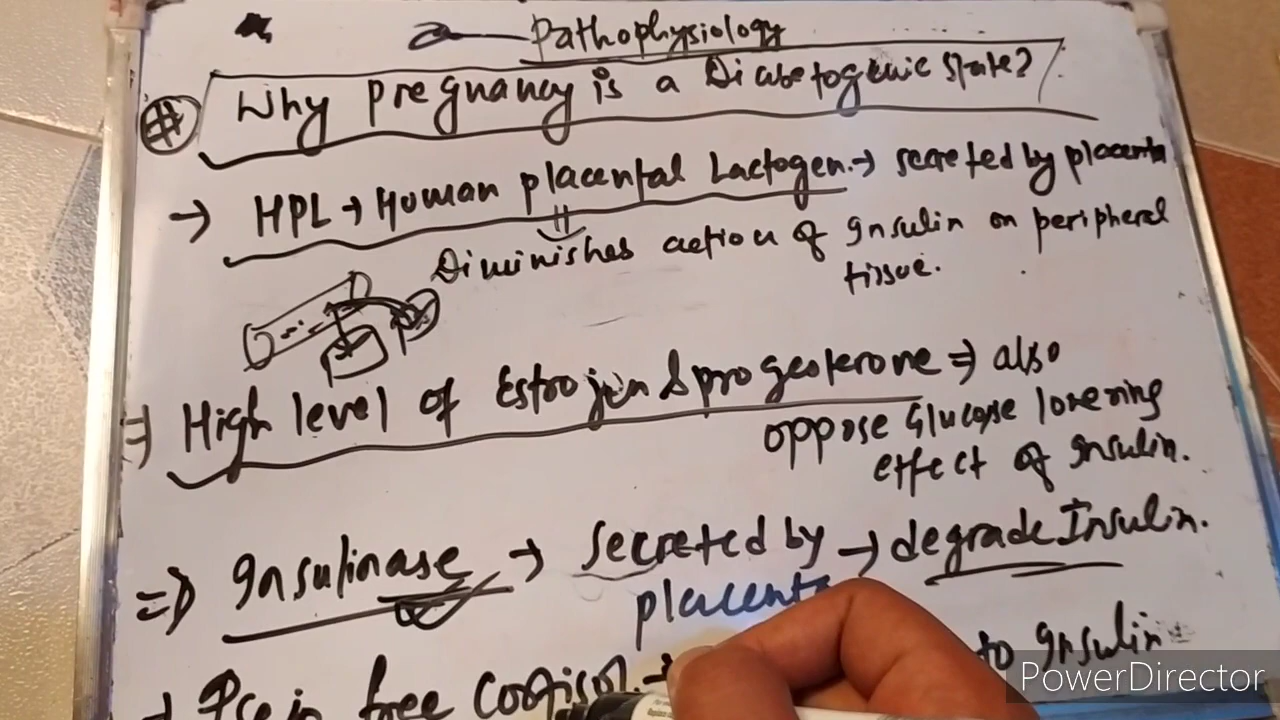 Pathophysiology
# Why pregnancy is a Diabetogenic state?
→ HPL → Human placental Lactogen. → secreted by placenta
Diminishes action of Insulin on peripheral
tissue.
⇒ High level of Estrojen & progesterone ⇒ also
oppose Glucose lowering
effect of Insulin.
⇒ Insulinase → secreted by → degrade Insulin.
placenta
→ free cortisol → to Insulin
PowerDirector